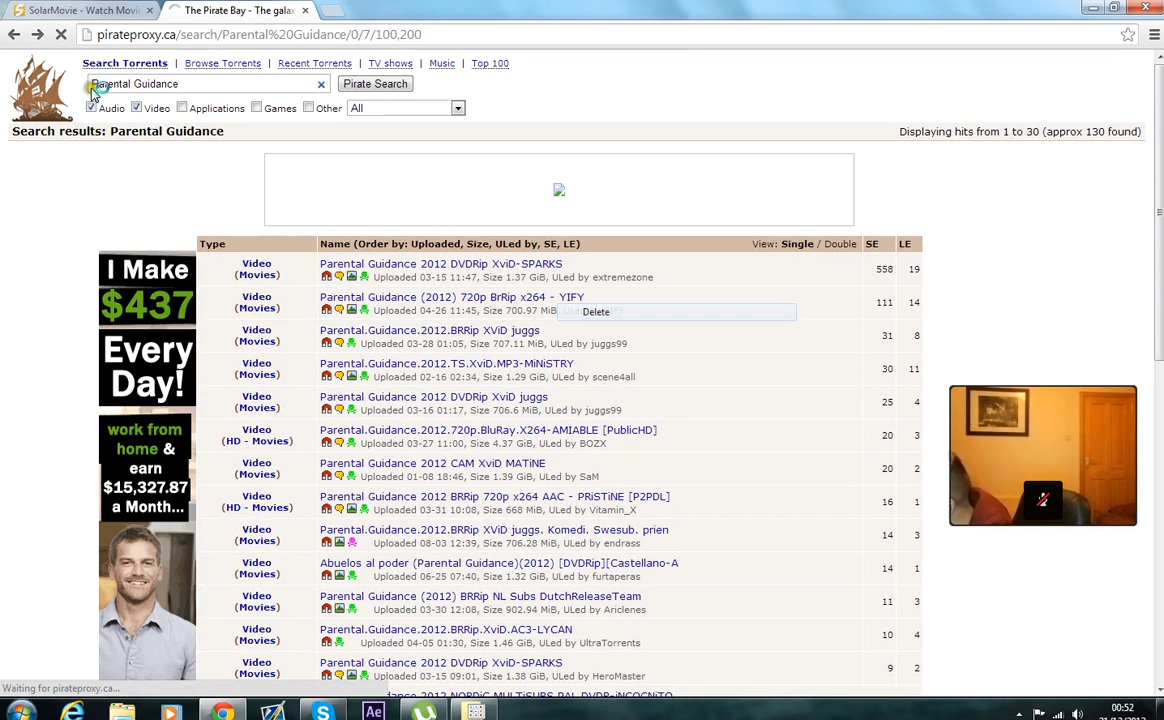 SolarMovie - Watch Movi
The Pirate Bay - The gala
pirateproxy.ca/search/Parental%20Guidance/0/7/100,200
Search Torrents | Browse Torrents | Recent Torrents | TV shows | Music | Top 100
Parental Guidance
Pirate Search
Audio Video Applications Games Other All
Search results: Parental Guidance
Displaying hits from 1 to 30 (approx 130 found)
Type Name (Order by: Uploaded, Size, ULed by, SE, LE) View: Single / Double SE LE
Video
(Movies)
Parental Guidance 2012 DVDRip XviD-SPARKS
Uploaded 03-15 11:47, Size 1.37 GiB, ULed by extremezone
558 19
Video
(Movies)
Parental Guidance (2012) 720p BrRip x264 - YIFY
Uploaded 04-26 11:45, Size 700.97 MiB
111 14
Delete
Video
(Movies)
Parental.Guidance.2012.BRRip XViD juggs
Uploaded 03-28 01:05, Size 707.11 MiB, ULed by juggs99
31 8
Video
(Movies)
Parental.Guidance.2012.TS.XviD.MP3-MiNiSTRY
Uploaded 02-16 02:34, Size 1.29 GiB, ULed by scene4all
30 11
Video
(Movies)
Parental Guidance 2012 DVDRip XviD juggs
Uploaded 03-16 01:17, Size 706.6 MiB, ULed by juggs99
25 4
Video
(HD - Movies)
Parental.Guidance.2012.720p.BluRay.X264-AMIABLE [PublicHD]
Uploaded 03-27 11:00, Size 4.37 GiB, ULed by BOZX
20 3
Video
(Movies)
Parental Guidance 2012 CAM XviD MATiNE
Uploaded 01-08 18:46, Size 1.39 GiB, ULed by SaM
20 2
Video
(HD - Movies)
Parental Guidance 2012 BRRip 720p x264 AAC - PRiSTiNE [P2PDL]
Uploaded 03-31 10:08, Size 668 MiB, ULed by Vitamin_X
16 1
Video
(Movies)
Parental.Guidance.2012.BRRip XViD juggs. Komedi. Swesub. prien
Uploaded 08-03 12:39, Size 706.28 MiB, ULed by endrass
14 3
Video
(Movies)
Abuelos al poder (Parental Guidance)(2012) [DVDRip][Castellano-A
Uploaded 06-25 07:40, Size 1.32 GiB, ULed by furtaperas
14 1
Video
(Movies)
Parental Guidance (2012) BRRip NL Subs DutchReleaseTeam
Uploaded 03-30 12:08, Size 902.94 MiB, ULed by Ariclenes
11 3
Video
(Movies)
Parental.Guidance.2012.BRRip.XviD.AC3-LYCAN
Uploaded 04-05 01:30, Size 1.46 GiB, ULed by UltraTorrents
10 4
Video
(Movies)
Parental Guidance 2012 DVDRip XviD-SPARKS
Uploaded 03-15, Size 1.38 GiB, ULed by HeroMaster
9 2
I Make
$437
Every
Day!
work from
home &
earn
$15,327.87
a Month...
Waiting for pirateproxy.ca...
Ae
00:52